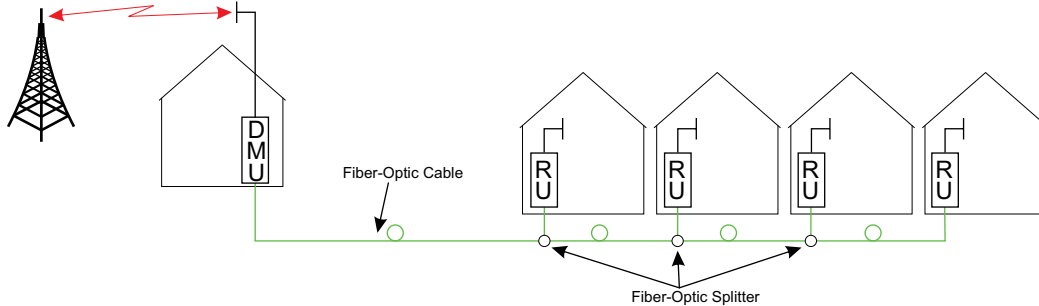 DMU
Fiber-Optic Cable
RU
RU
RU
RU
Fiber-Optic Splitter